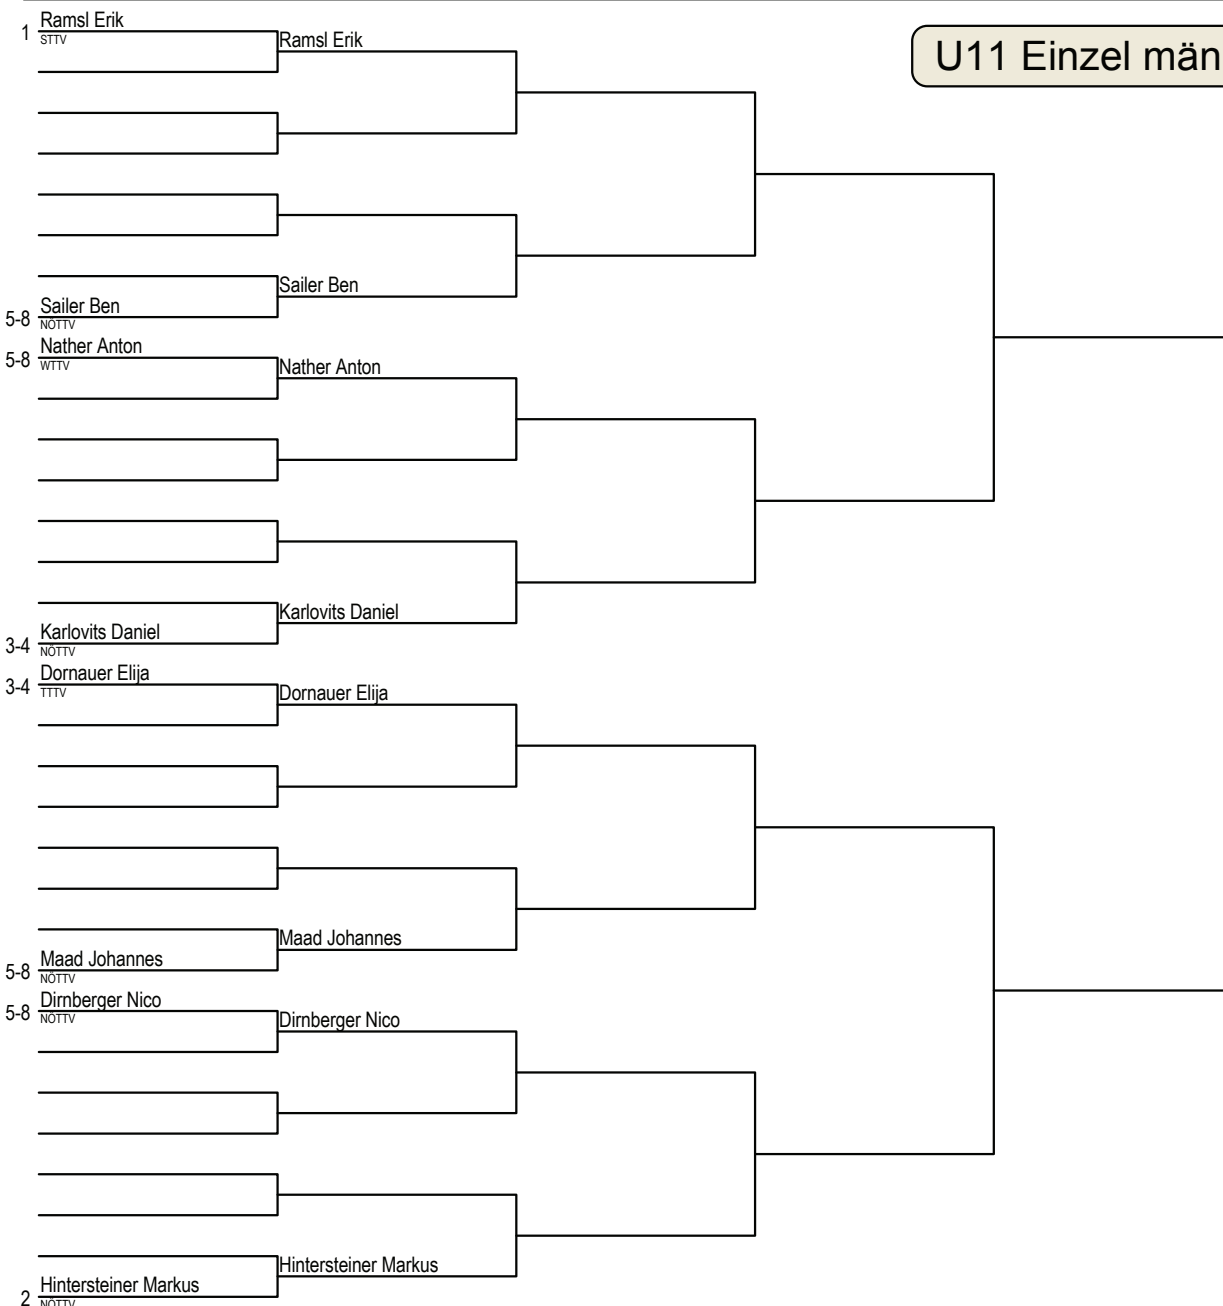 U11 Einzel män
1 Ramsl Erik
STTV
Ramsl Erik
Sailer Ben
5-8 Sailer Ben
NÖTTV
5-8 Nather Anton
WTTV
Nather Anton
Karlovits Daniel
3-4 Karlovits Daniel
NÖTTV
3-4 Dornauer Elija
TTTV
Dornauer Elija
Maad Johannes
5-8 Maad Johannes
NÖTTV
5-8 Dirnberger Nico
NÖTTV
Dirnberger Nico
Hintersteiner Markus
2 Hintersteiner Markus
NÖTTV